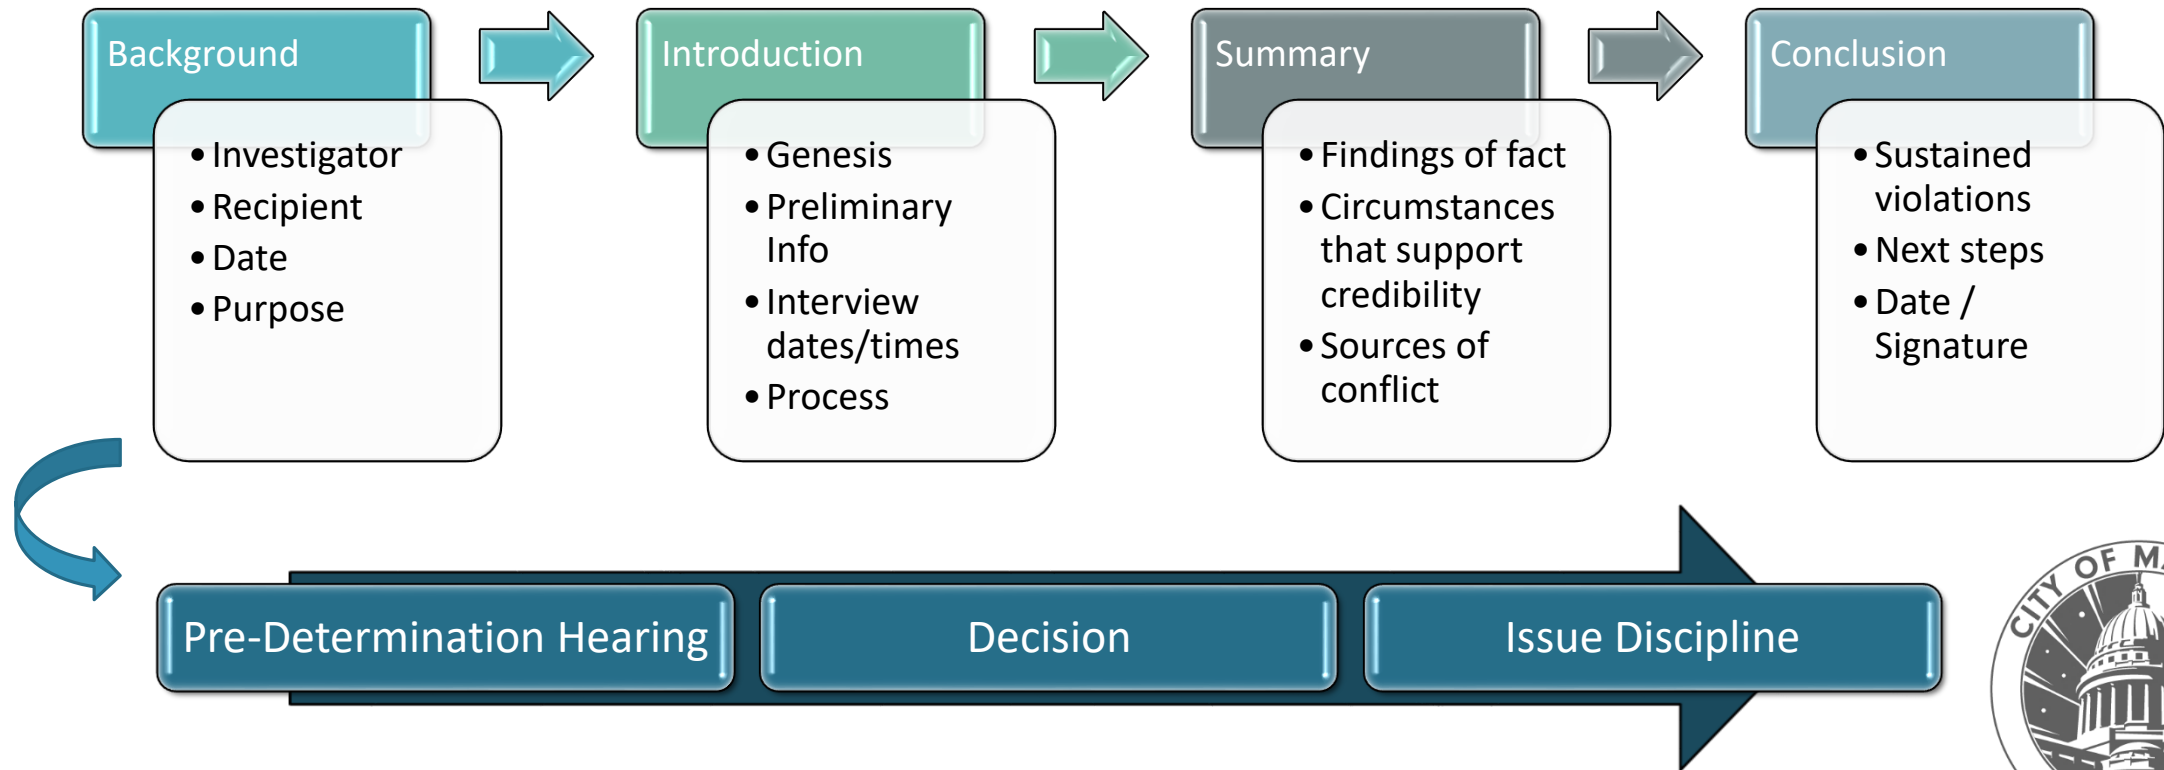 Background
• Investigator
• Recipient
• Date
• Purpose
Introduction
• Genesis
• Preliminary
Info
• Interview
dates/times
• Process
Summary
• Findings of fact
• Circumstances
that support
credibility
• Sources of
conflict
Conclusion
• Sustained
violations
• Next steps
• Date /
Signature
Pre-Determination Hearing
Decision
Issue Discipline
CITY OF